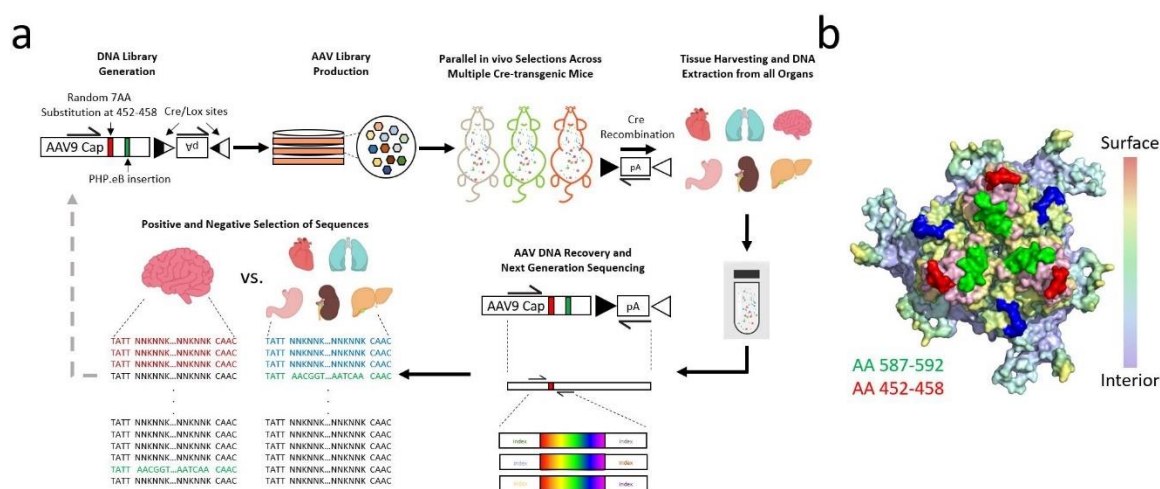 a
DNA Library
Generation
Random 7AA
Substitution at 452-458
Cre/Lox sites
AAV9 Cap
pA
PHP.eB insertion
AAV Library
Production
Parallel in vivo Selections Across
Multiple Cre-transgenic Mice
Cre
Recombination
pA
Tissue Harvesting and DNA
Extraction from all Organs
Positive and Negative Selection of Sequences
vs.
TATT NNKNNK...NNKNNK CAAC
TATT NNKNNK...NNKNNK CAAC
TATT NNKNNK...NNKNNK CAAC
TATT NNKNNK...NNKNNK CAAC
.
.
.
TATT NNKNNK...NNKNNK CAAC
TATT NNKNNK...NNKNNK CAAC
TATT NNKNNK...NNKNNK CAAC
TATT AACGGT...AATCAA CAAC
TATT NNKNNK...NNKNNK CAAC
TATT NNKNNK...NNKNNK CAAC
TATT NNKNNK...NNKNNK CAAC
TATT NNKNNK...NNKNNK CAAC
TATT AACGGT...AATCAA CAAC
.
.
.
TATT NNKNNK...NNKNNK CAAC
TATT NNKNNK...NNKNNK CAAC
TATT NNKNNK...NNKNNK CAAC
TATT NNKNNK...NNKNNK CAAC
TATT NNKNNK...NNKNNK CAAC
AAV DNA Recovery and
Next Generation Sequencing
AAV9 Cap
pA
index index
index index
index index
b
Surface
Interior
AA 587-592
AA 452-458